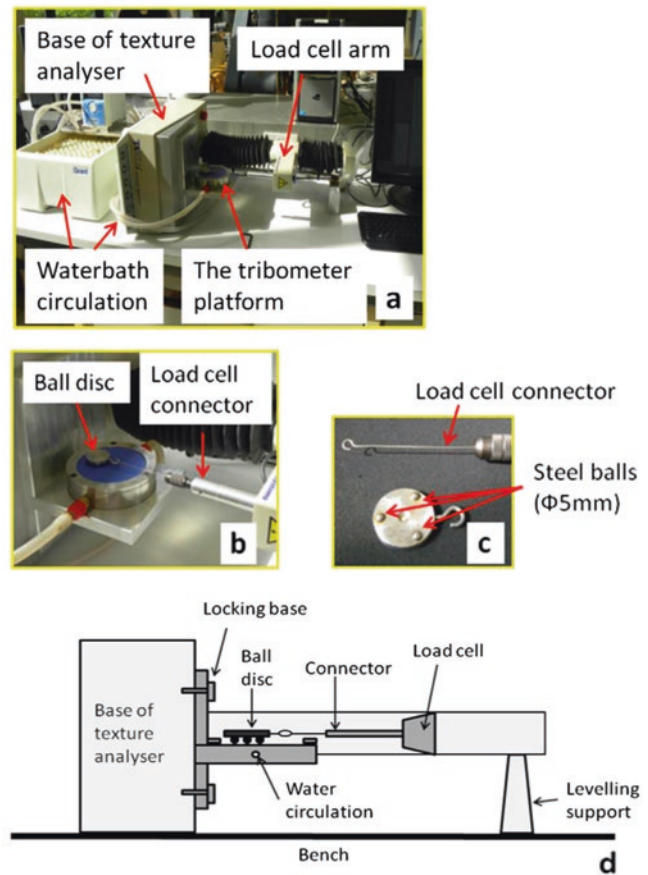 Base of texture
analyser
Load cell arm
Grant
Waterbath
circulation
The tribometer
platform
a
Ball disc
Load cell
connector
b
Load cell connector
Steel balls
(Φ5mm)
c
Locking base
Ball
disc
Connector
Load cell
Base of
texture
analyser
Water
circulation
Levelling
support
Bench
d